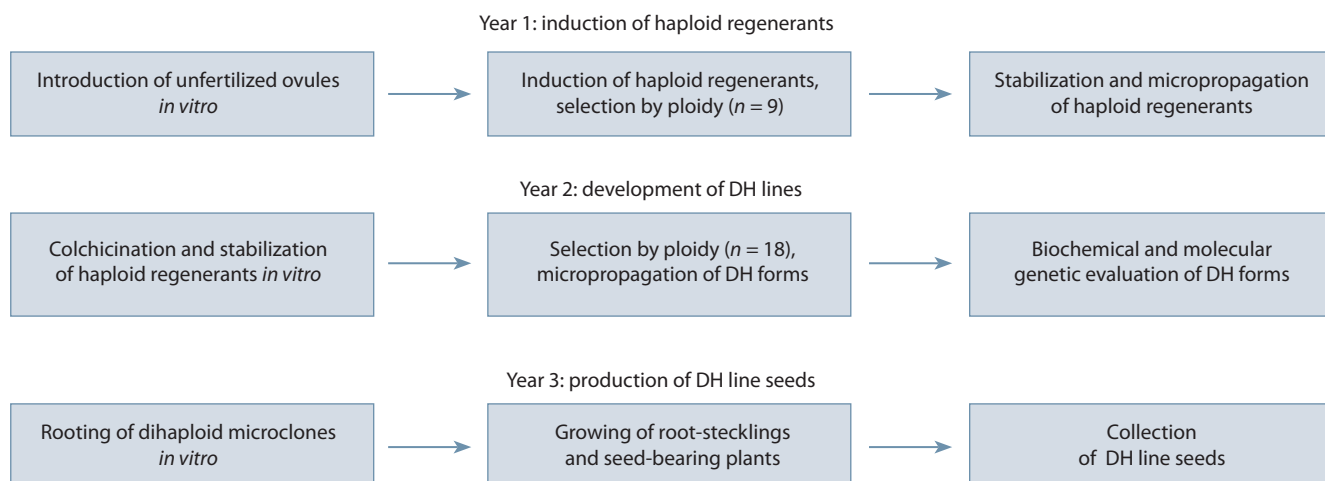 Year 1: induction of haploid regenerants
Introduction of unfertilized ovules
in vitro
Induction of haploid regenerants,
selection by ploidy (n = 9)
Stabilization and micropropagation
of haploid regenerants
Year 2: development of DH lines
Colchicination and stabilization
of haploid regenerants in vitro
Selection by ploidy (n = 18),
micropropagation of DH forms
Biochemical and molecular
genetic evaluation of DH forms
Year 3: production of DH line seeds
Rooting of dihaploid microclones
in vitro
Growing of root-stecklings
and seed-bearing plants
Collection
of DH line seeds